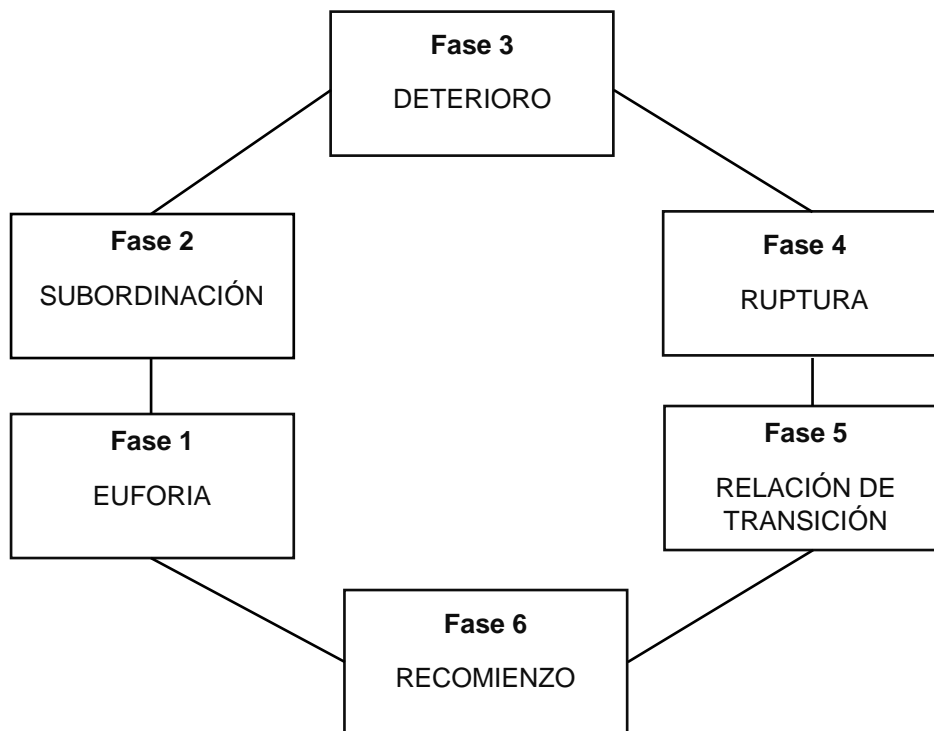 Fase 3
DETERIORO
Fase 2
SUBORDINACIÓN
Fase 4
RUPTURA
Fase 1
EUFORIA
Fase 5
RELACIÓN DE
TRANSICIÓN
Fase 6
RECOMIENZO